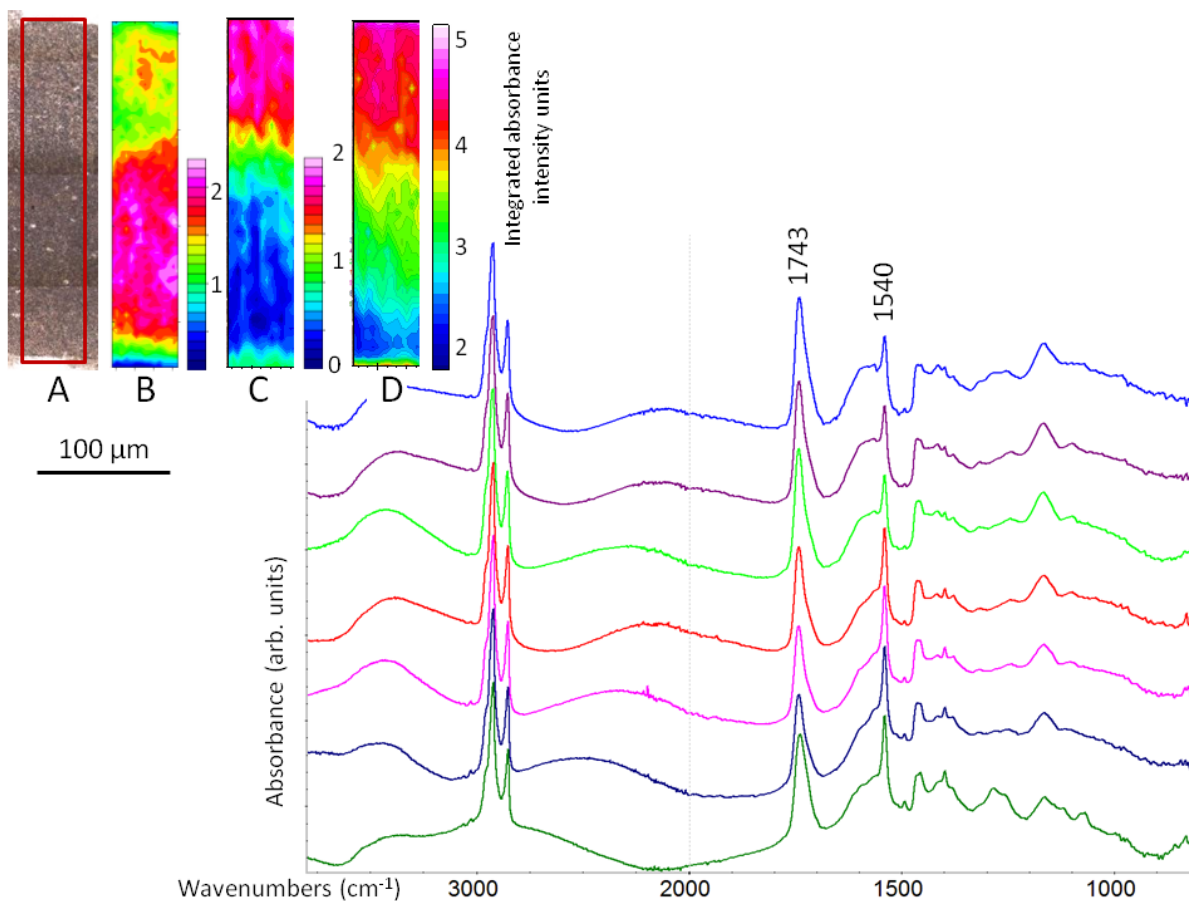 5
2
4
Integrated absorbance
intensity units
2
3
1
1
0
2
A
B
C
D
100 µm
1743
1540
Absorbance (arb. units)
Wavenumbers (cm-1)
3000
2000
1500
1000